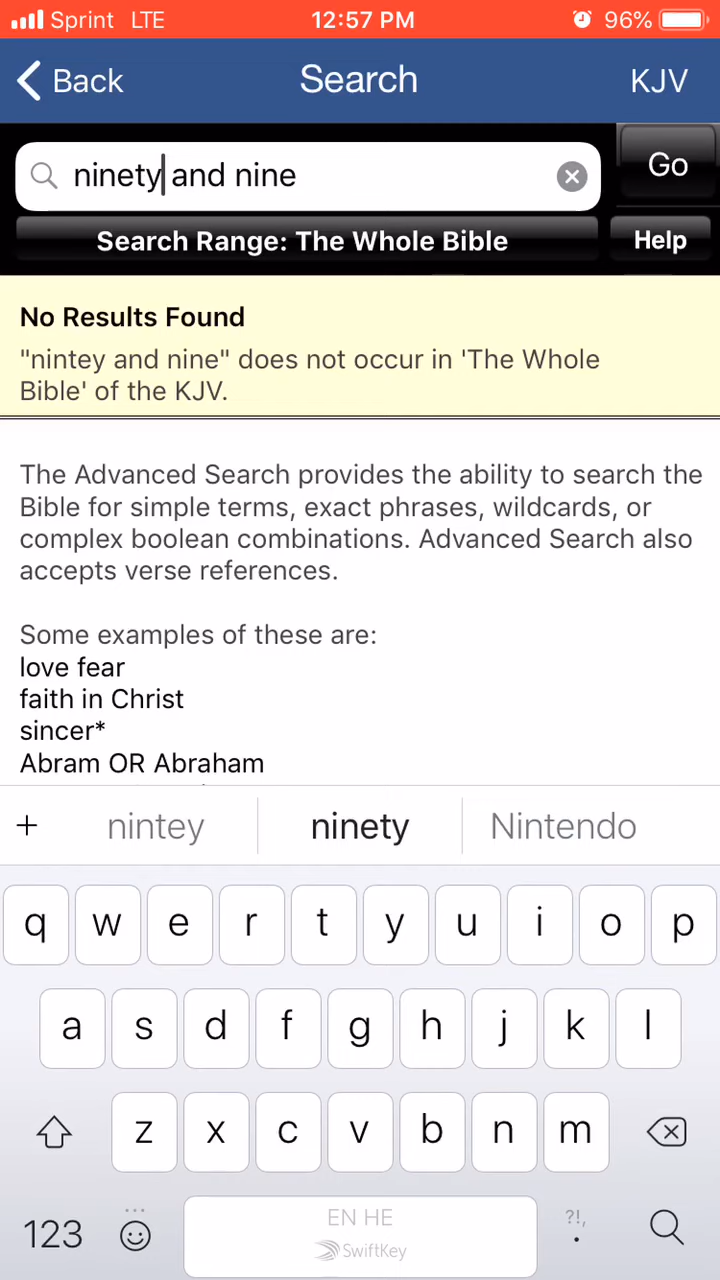 Sprint LTE 12:57 PM 96%
Back Search KJV
ninety and nine Go
Search Range: The Whole Bible Help
No Results Found
"nintey and nine" does not occur in 'The Whole
Bible' of the KJV.
The Advanced Search provides the ability to search the
Bible for simple terms, exact phrases, wildcards, or
complex boolean combinations. Advanced Search also
accepts verse references.
Some examples of these are:
love fear
faith in Christ
sincer*
Abram OR Abraham
+ nintey ninety Nintendo
q w e r t y u i o p
a s d f g h j k l
z x c v b n m
123 EN HE ?!, .
SwiftKey